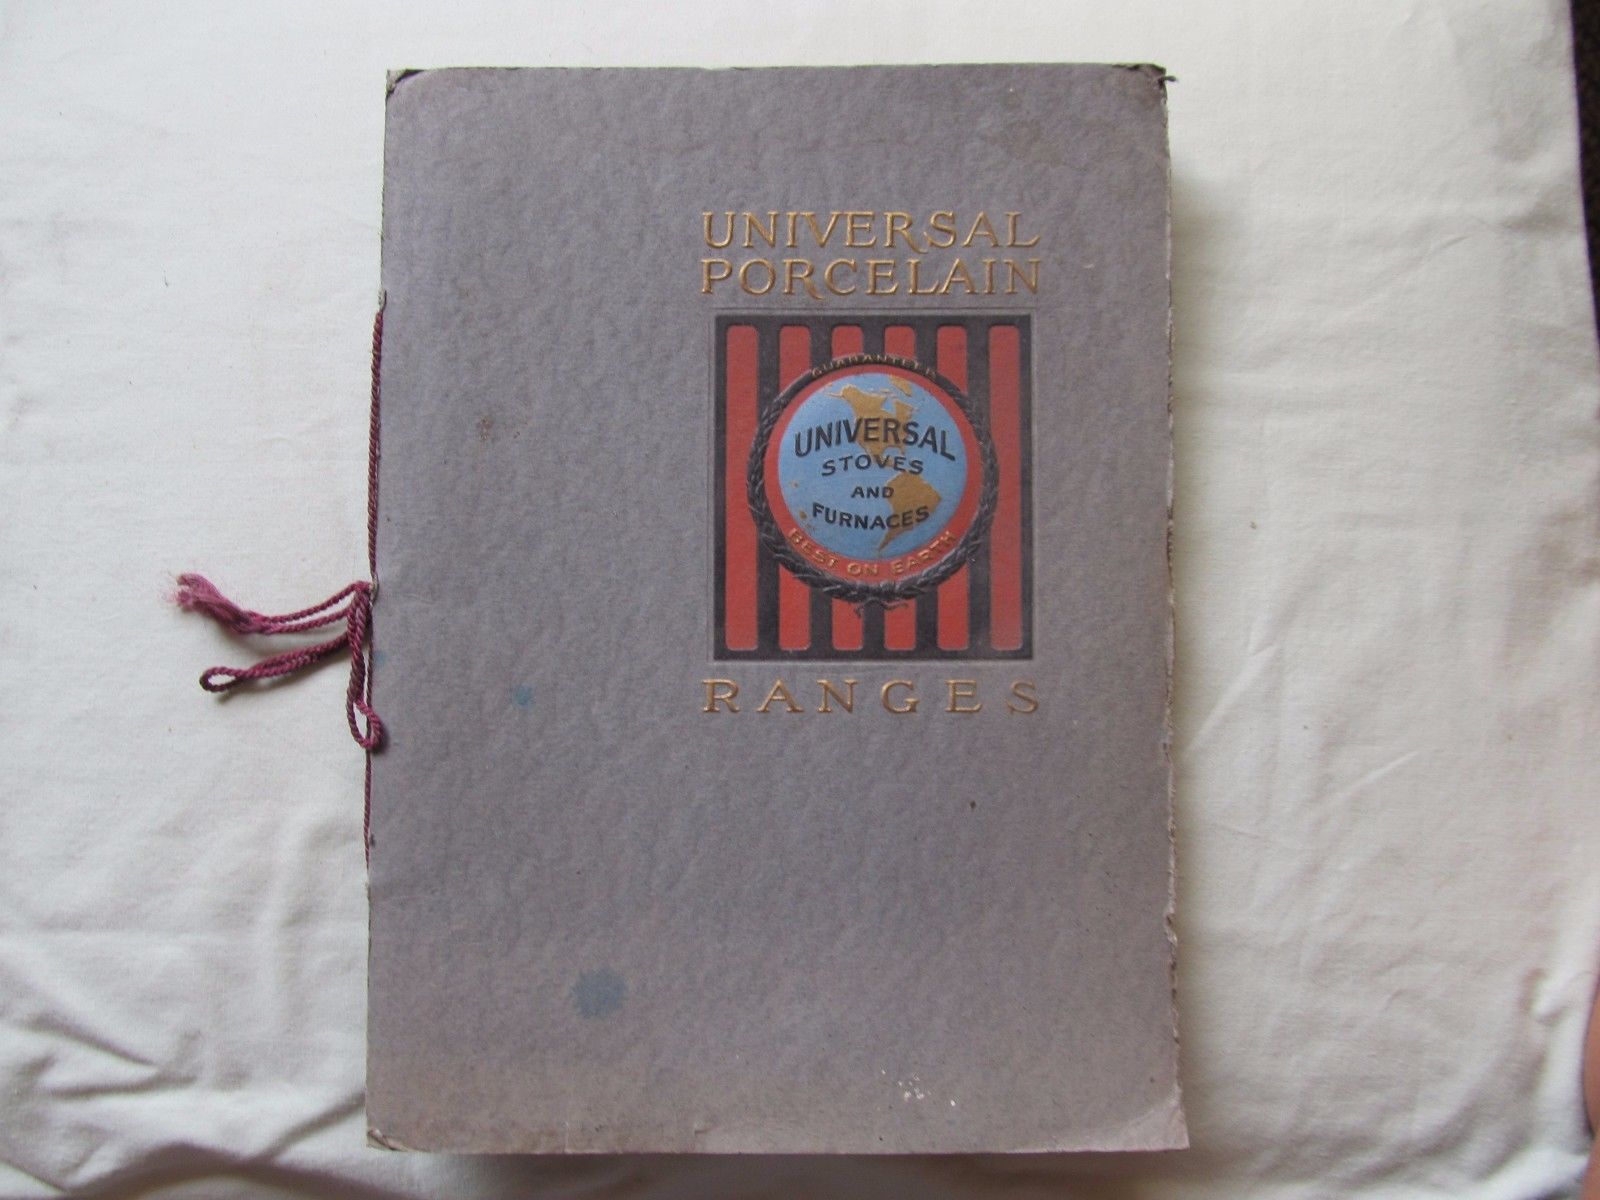 UNIVERSAL
PORCELAIN
GUARANTEED
UNIVERSAL
STOVES
AND
FURNACES
BEST ON EARTH
RANGES